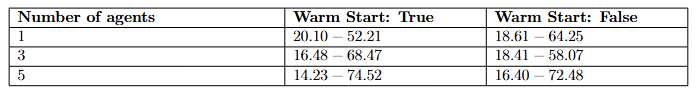 Number of agents Warm Start: True Warm Start: False
1 20.10 – 52.21 18.61 – 64.25
3 16.48 – 68.47 18.41 – 58.07
5 14.23 – 74.52 16.40 – 72.48